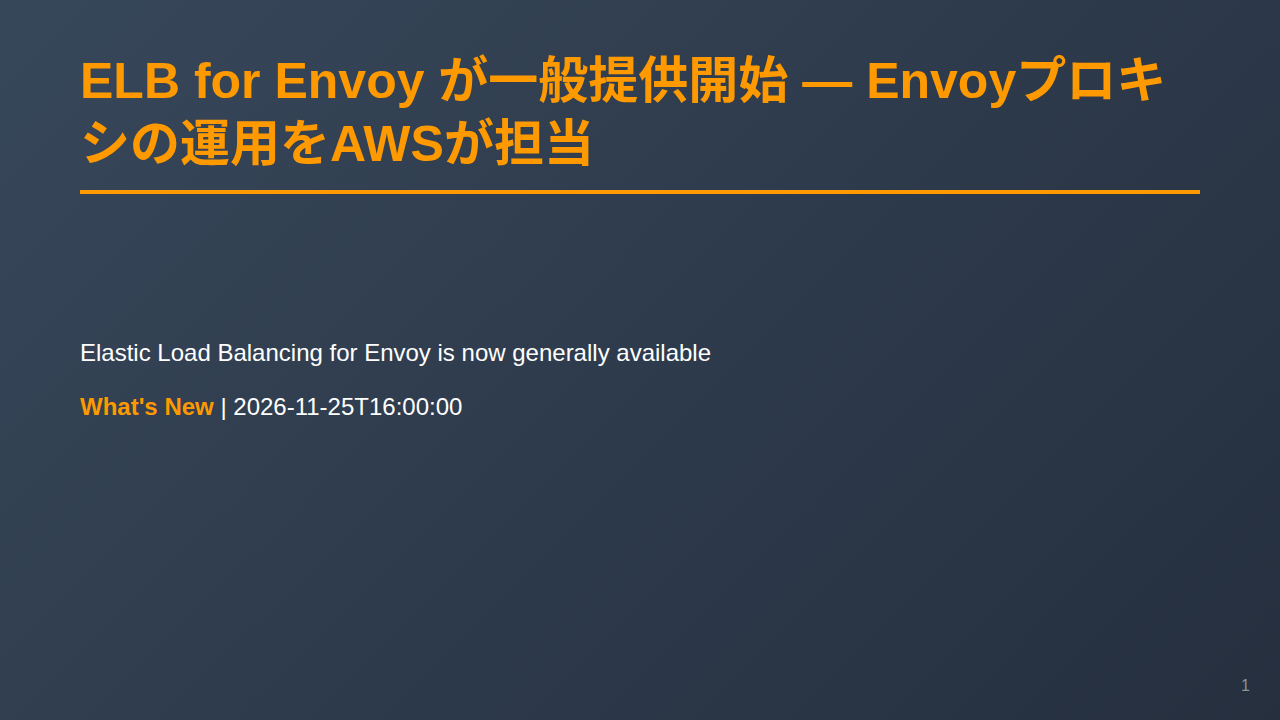 ELB for Envoy が一般提供開始 — Envoyプロキ
シの運用をAWSが担当
Elastic Load Balancing for Envoy is now generally available
What's New | 2026-11-25T16:00:00
1